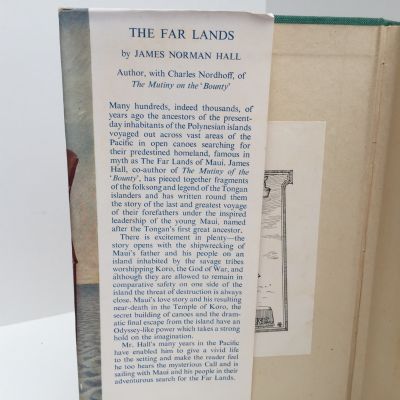 THE FAR LANDS
by JAMES NORMAN HALL
Author, with Charles Nordhoff, of
The Mutiny on the 'Bounty'
Many hundreds, indeed thousands, of
years ago the ancestors of the present-
day inhabitants of the Polynesian islands
voyaged out across vast areas of the
Pacific in open canoes searching for
their predestined homeland, famous in
myth as The Far Lands of Maui. James
Hall, co-author of The Mutiny of the
'Bounty', has pieced together fragments
of the folksong and legend of the Tongan
islanders and has written round them
the story of the last and greatest voyage
of their forefathers under the inspired
leadership of the young Maui, named
after the Tongan's first great ancestor.
There is excitement in plenty—the
story opens with the shipwrecking of
Maui's father and his people on an
island inhabited by the savage tribes
worshipping Koro, the God of War, and
although they are allowed to remain in
comparative safety on one side of the
island the threat of destruction is always
close. Maui's love story and his resulting
near-death in the Temple of Koro, the
secret building of canoes and the dra-
matic final escape from the island have an
Odyssey-like power which takes a strong
hold on the imagination.
Mr. Hall's many years in the Pacific
have enabled him to give a vivid life
to the setting and make the reader feel
he too hears the mysterious Call and is
sailing with Maui and his people in their
adventurous search for the Far Lands.